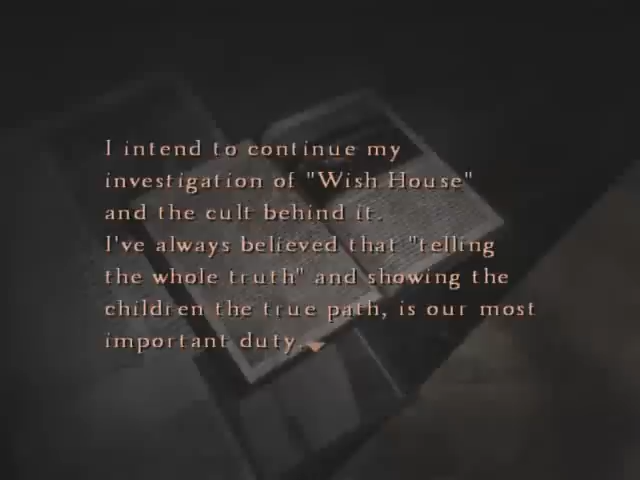 I intend to continue my
investigation of "Wish House"
and the cult behind it.
I've always believed that "telling
the whole truth" and showing the
children the true path, is our most
important duty.